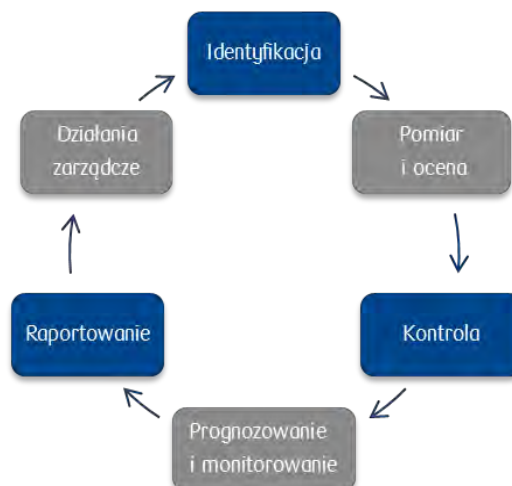 Identyfikacja
Pomiar
i ocena
Kontrola
Prognozowanie
i monitorowanie
Raportowanie
Działania
zarządcze